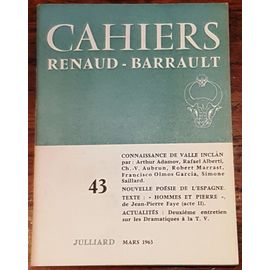 CAHIERS
RENAUD-BARRAULT
CONNAISSANCE DE VALLE INCLÀN
par : Arthur Adamov, Rafael Alberti,
Ch.-V. Aubrun, Robert Marrast,
Francisco Olmos Garcia, Simone
Saillard.
43
NOUVELLE POÉSIE DE L'ESPAGNE.
TEXTE : « HOMMES ET PIERRE »,
de Jean-Pierre Faye (acte II).
ACTUALITÉS : Deuxième entretien
sur les Dramatiques à la T. V.
JULLIARD MARS 1963